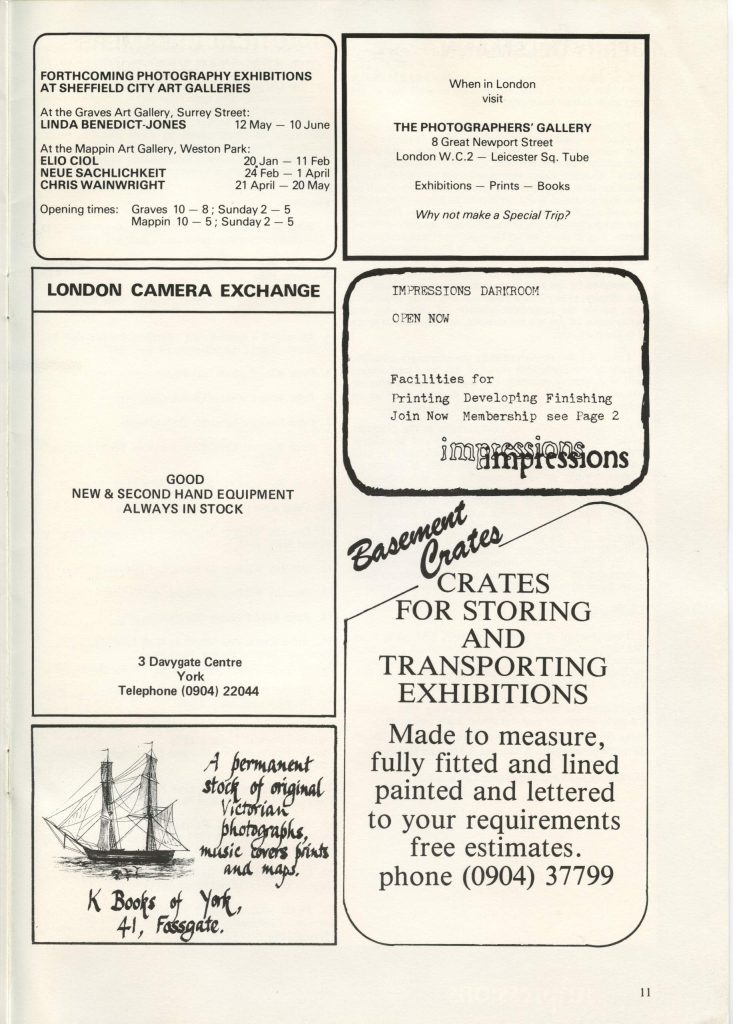 FORTHCOMING PHOTOGRAPHY EXHIBITIONS
AT SHEFFIELD CITY ART GALLERIES
At the Graves Art Gallery, Surrey Street:
LINDA BENEDICT-JONES 12 May — 10 June
At the Mappin Art Gallery, Weston Park:
ELIO CIOL 20 Jan — 11 Feb
NEUE SACHLICHKEIT 24 Feb — 1 April
CHRIS WAINWRIGHT 21 April — 20 May
Opening times: Graves 10 — 8 ; Sunday 2 — 5
Mappin 10 — 5 ; Sunday 2 — 5
When in London
visit
THE PHOTOGRAPHERS' GALLERY
8 Great Newport Street
London W.C.2 — Leicester Sq. Tube
Exhibitions — Prints — Books
Why not make a Special Trip?
LONDON CAMERA EXCHANGE
GOOD
NEW & SECOND HAND EQUIPMENT
ALWAYS IN STOCK
3 Davygate Centre
York
Telephone (0904) 22044
IMPRESSIONS DARKROOM
OPEN NOW
Facilities for
Printing Developing Finishing
Join Now Membership see Page 2
impressions
impressions
Basement
Crates
CRATES
FOR STORING
AND
TRANSPORTING
EXHIBITIONS
Made to measure,
fully fitted and lined
painted and lettered
to your requirements
free estimates.
phone (0904) 37799
A permanent
stock of original
Victorian
photographs,
music covers prints
and maps.
K Books of York,
41, Fossgate.
11